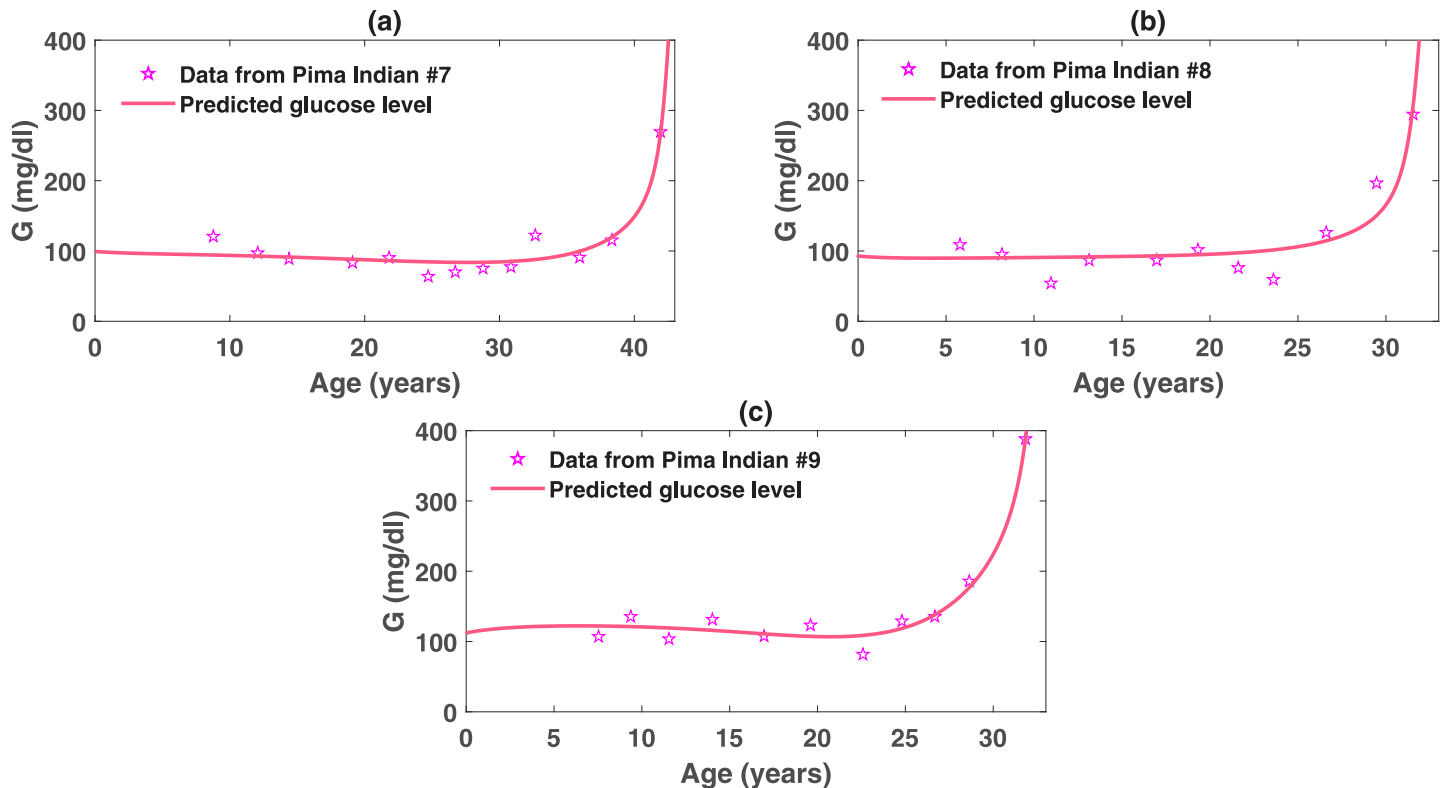 (a)
400
300
200
100
0
G (mg/dl)
Data from Pima Indian #7
Predicted glucose level
0 10 20 30 40
Age (years)
(b)
400
300
200
100
0
G (mg/dl)
Data from Pima Indian #8
Predicted glucose level
0 5 10 15 20 25 30
Age (years)
(c)
400
300
200
100
0
G (mg/dl)
Data from Pima Indian #9
Predicted glucose level
0 5 10 15 20 25 30
Age (years)